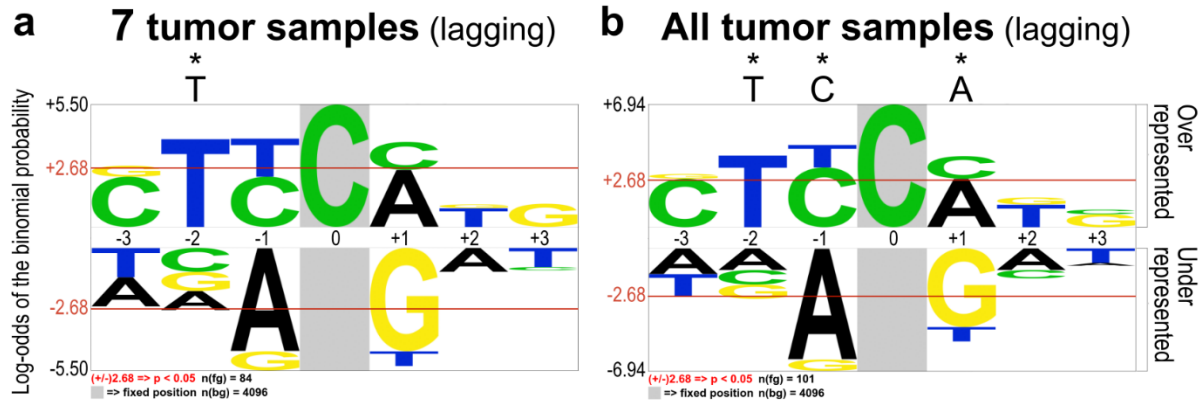 a 7 tumor samples (lagging)
*
T
Log-odds of the binomial probability
+5.50
+2.68
-2.68
-5.50
G
C
T
T
C
C
C
A
T
G
-3 -2 -1 0 +1 +2 +3
T
A
C
G
A
A
G
G
T
A
T
C
(+/-)2.68 => p < 0.05 n(fg) = 84
=> fixed position n(bg) = 4096
b All tumor samples (lagging)
* * *
T C A
+6.94
+2.68
-2.68
-6.94
G
C
T
T
C
C
C
A
G
T
C
G
-3 -2 -1 0 +1 +2 +3
A
T
A
C
G
A
G
G
T
A
C
T
(+/-)2.68 => p < 0.05 n(fg) = 101
=> fixed position n(bg) = 4096
Over
represented
Under
represented